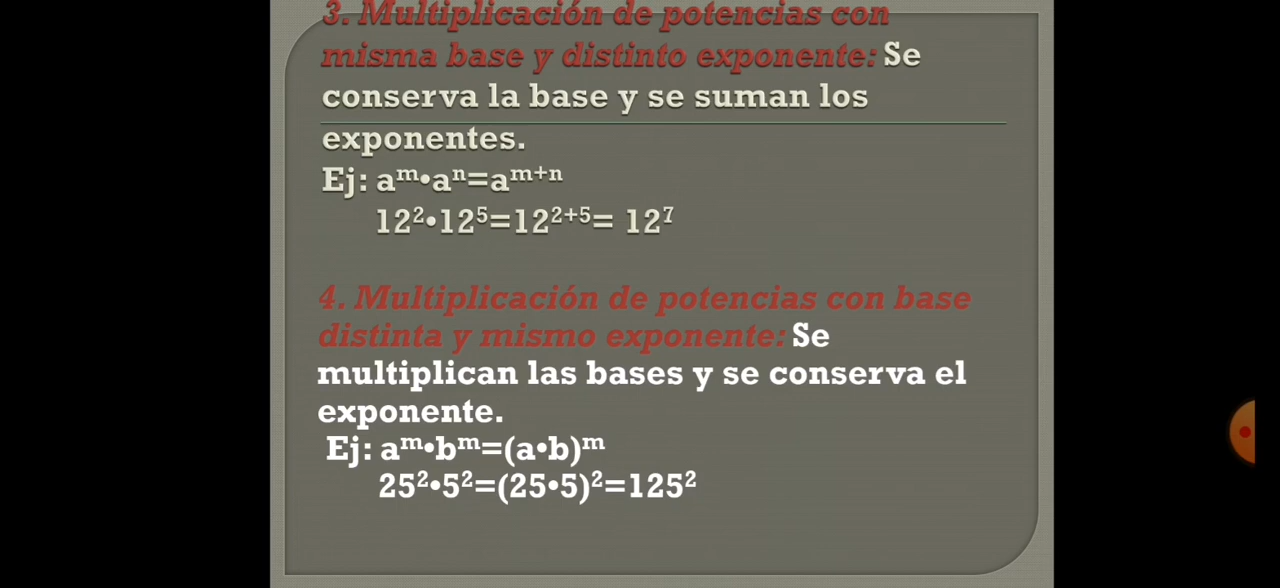 3. Multiplicación de potencias con
misma base y distinto exponente: Se
conserva la base y se suman los
exponentes.
Ej: aᵐ•aⁿ=aᵐ⁺ⁿ
12²•12⁵=12²⁺⁵= 12⁷
4. Multiplicación de potencias con base
distinta y mismo exponente: Se
multiplican las bases y se conserva el
exponente.
Ej: aᵐ•bᵐ=(a•b)ᵐ
25²•5²=(25•5)²=125²